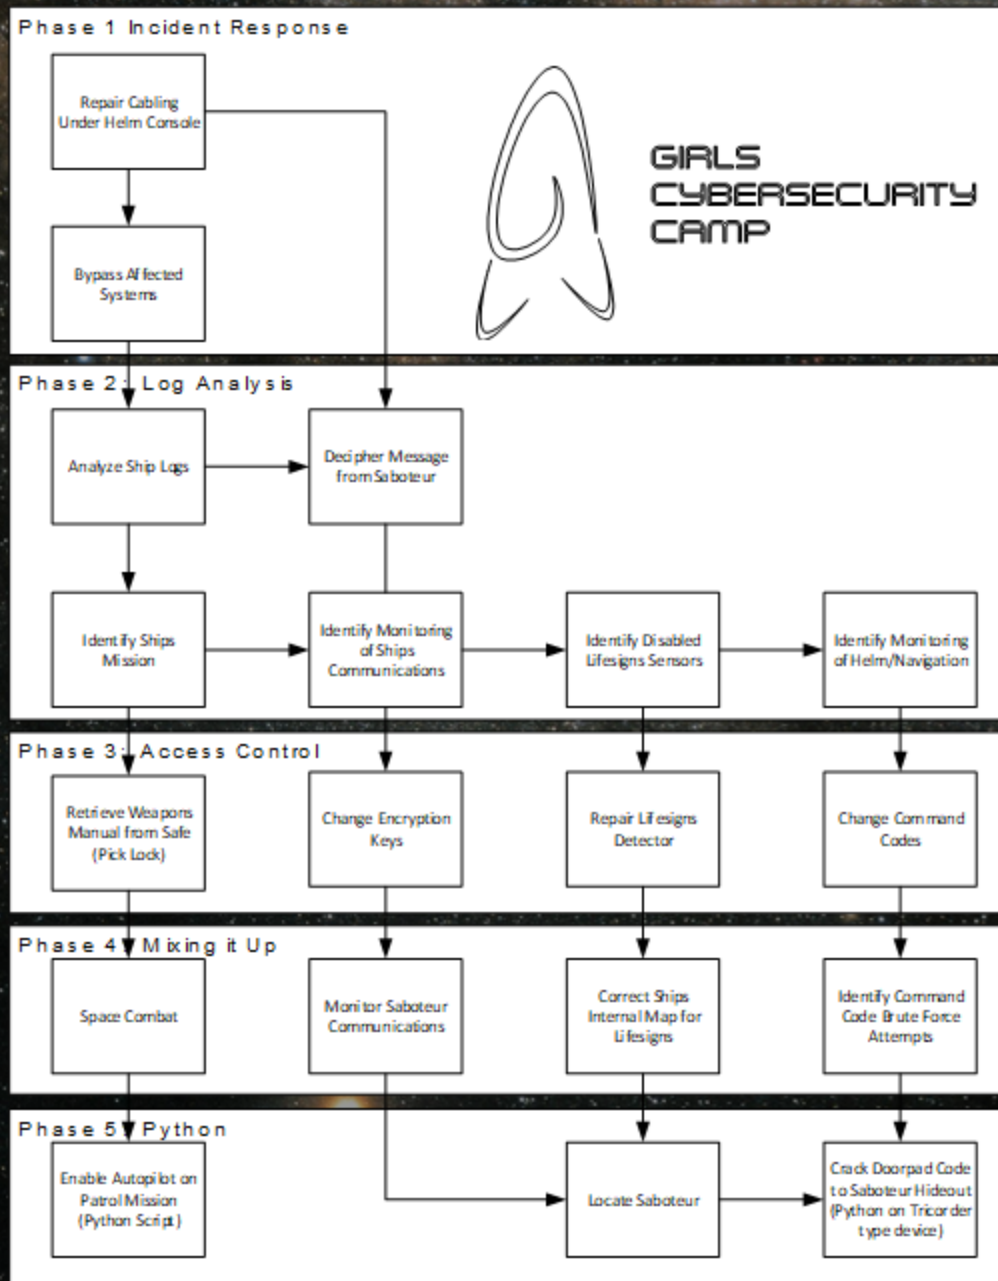 Phase 1 Incident Response
Repair Cabling
Under Helm Console
GIRLS
CYBERSECURITY
CAMP
Bypass Affected
Systems
Phase 2: Log Analysis
Analyze Ship Logs
Decipher Message
from Saboteur
Identify Ships
Mission
Identify Monitoring
of Ships
Communications
Identify Disabled
Lifesigns Sensors
Identify Monitoring
of Helm/Navigation
Phase 3: Access Control
Retrieve Weapons
Manual from Safe
(Pick Lock)
Change Encryption
Keys
Repair Lifesigns
Detector
Change Command
Codes
Phase 4: Mixing it Up
Space Combat
Monitor Saboteur
Communications
Correct Ships
Internal Map for
Lifesigns
Identify Command
Code Brute Force
Attempts
Phase 5: Python
Enable Autopilot on
Patrol Mission
(Python Script)
Locate Saboteur
Crack Doorpad Code
to Saboteur Hideout
(Python on Tricorder
type device)